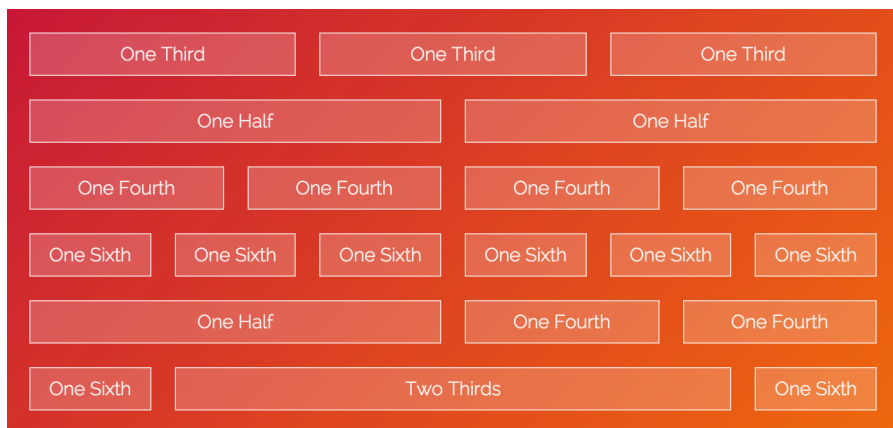 One Third One Third One Third
One Half One Half
One Fourth One Fourth One Fourth One Fourth
One Sixth One Sixth One Sixth One Sixth One Sixth One Sixth
One Half One Fourth One Fourth
One Sixth Two Thirds One Sixth